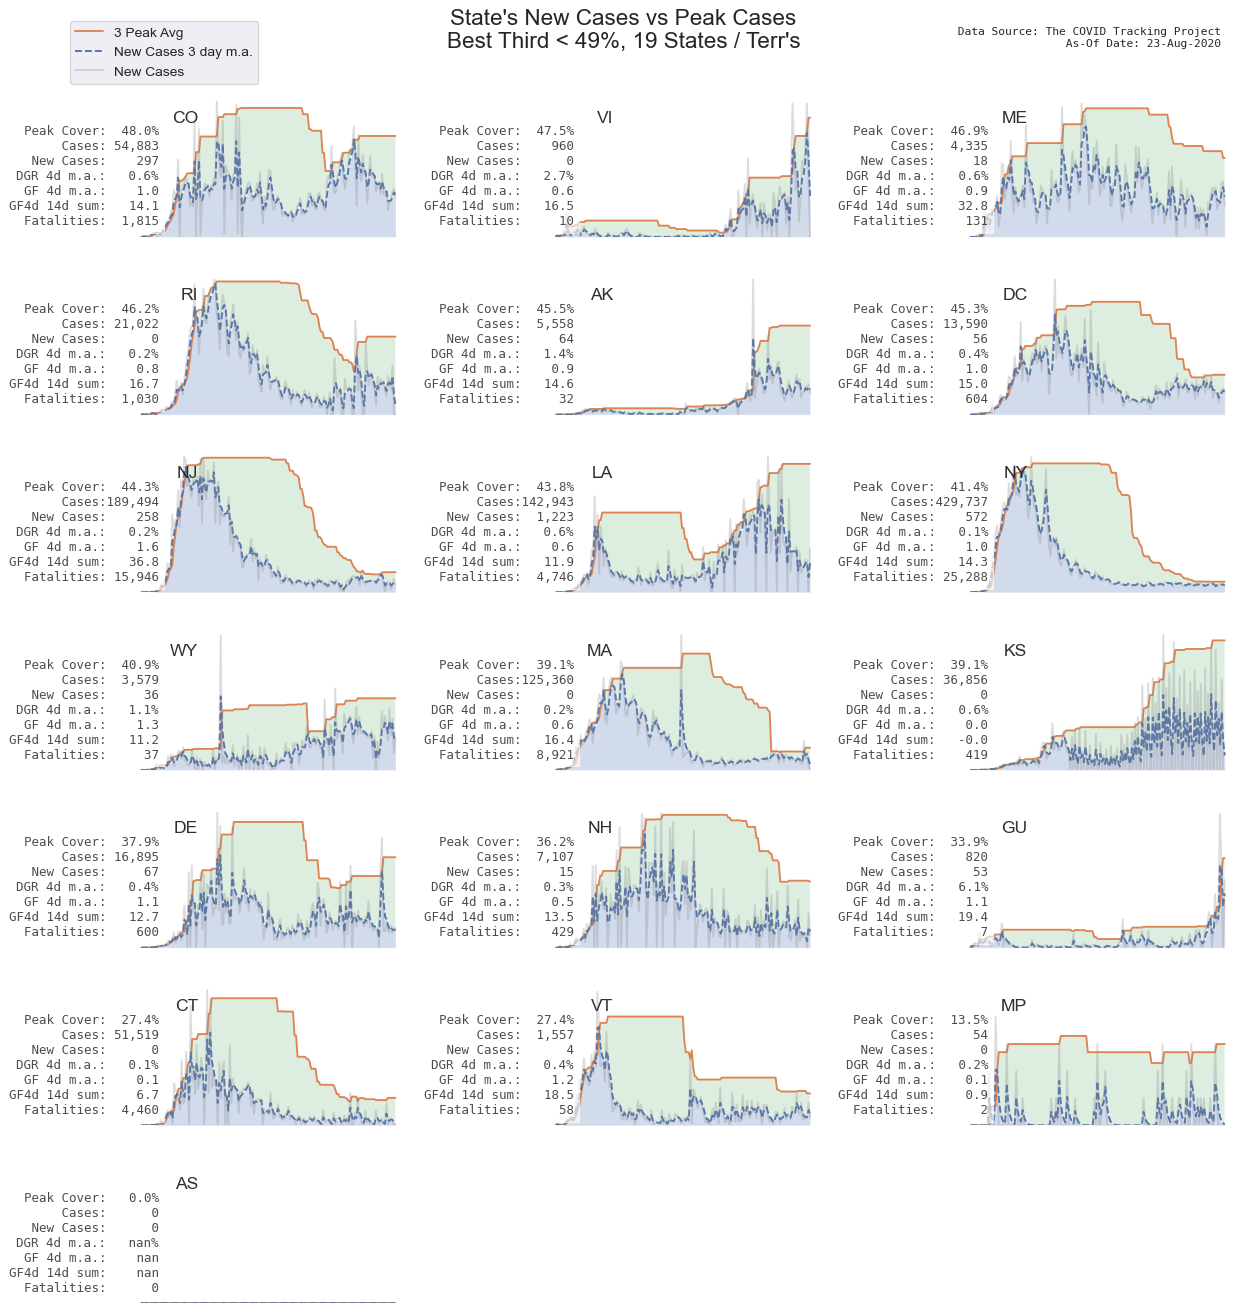 State's New Cases vs Peak Cases
Best Third < 49%, 19 States / Terr's
3 Peak Avg
New Cases 3 day m.a.
New Cases
Data Source: The COVID Tracking Project
As-Of Date: 23-Aug-2020
CO
Peak Cover: 48.0%
Cases: 54,883
New Cases: 297
DGR 4d m.a.: 0.6%
GF 4d m.a.: 1.0
GF4d 14d sum: 14.1
Fatalities: 1,815
VI
Peak Cover: 47.5%
Cases: 960
New Cases: 0
DGR 4d m.a.: 2.7%
GF 4d m.a.: 0.6
GF4d 14d sum: 16.5
Fatalities: 10
ME
Peak Cover: 46.9%
Cases: 4,335
New Cases: 18
DGR 4d m.a.: 0.6%
GF 4d m.a.: 0.9
GF4d 14d sum: 32.8
Fatalities: 131
RI
Peak Cover: 46.2%
Cases: 21,022
New Cases: 0
DGR 4d m.a.: 0.2%
GF 4d m.a.: 0.8
GF4d 14d sum: 16.7
Fatalities: 1,030
AK
Peak Cover: 45.5%
Cases: 5,558
New Cases: 64
DGR 4d m.a.: 1.4%
GF 4d m.a.: 0.9
GF4d 14d sum: 14.6
Fatalities: 32
DC
Peak Cover: 45.3%
Cases: 13,590
New Cases: 56
DGR 4d m.a.: 0.4%
GF 4d m.a.: 1.0
GF4d 14d sum: 15.0
Fatalities: 604
NJ
Peak Cover: 44.3%
Cases:189,494
New Cases: 258
DGR 4d m.a.: 0.2%
GF 4d m.a.: 1.6
GF4d 14d sum: 36.8
Fatalities: 15,946
LA
Peak Cover: 43.8%
Cases:142,943
New Cases: 1,223
DGR 4d m.a.: 0.6%
GF 4d m.a.: 0.6
GF4d 14d sum: 11.9
Fatalities: 4,746
NY
Peak Cover: 41.4%
Cases:429,737
New Cases: 572
DGR 4d m.a.: 0.1%
GF 4d m.a.: 1.0
GF4d 14d sum: 14.3
Fatalities: 25,288
WY
Peak Cover: 40.9%
Cases: 3,579
New Cases: 36
DGR 4d m.a.: 1.1%
GF 4d m.a.: 1.3
GF4d 14d sum: 11.2
Fatalities: 37
MA
Peak Cover: 39.1%
Cases:125,360
New Cases: 0
DGR 4d m.a.: 0.2%
GF 4d m.a.: 0.6
GF4d 14d sum: 16.4
Fatalities: 8,921
KS
Peak Cover: 39.1%
Cases: 36,856
New Cases: 0
DGR 4d m.a.: 0.6%
GF 4d m.a.: 0.0
GF4d 14d sum: -0.0
Fatalities: 419
DE
Peak Cover: 37.9%
Cases: 16,895
New Cases: 67
DGR 4d m.a.: 0.4%
GF 4d m.a.: 1.1
GF4d 14d sum: 12.7
Fatalities: 600
NH
Peak Cover: 36.2%
Cases: 7,107
New Cases: 15
DGR 4d m.a.: 0.3%
GF 4d m.a.: 0.5
GF4d 14d sum: 13.5
Fatalities: 429
GU
Peak Cover: 33.9%
Cases: 820
New Cases: 53
DGR 4d m.a.: 6.1%
GF 4d m.a.: 1.1
GF4d 14d sum: 19.4
Fatalities: 7
CT
Peak Cover: 27.4%
Cases: 51,519
New Cases: 0
DGR 4d m.a.: 0.1%
GF 4d m.a.: 0.1
GF4d 14d sum: 6.7
Fatalities: 4,460
VT
Peak Cover: 27.4%
Cases: 1,557
New Cases: 4
DGR 4d m.a.: 0.4%
GF 4d m.a.: 1.2
GF4d 14d sum: 18.5
Fatalities: 58
MP
Peak Cover: 13.5%
Cases: 54
New Cases: 0
DGR 4d m.a.: 0.2%
GF 4d m.a.: 0.1
GF4d 14d sum: 0.9
Fatalities: 2
AS
Peak Cover: 0.0%
Cases: 0
New Cases: 0
DGR 4d m.a.: nan%
GF 4d m.a.: nan
GF4d 14d sum: nan
Fatalities: 0